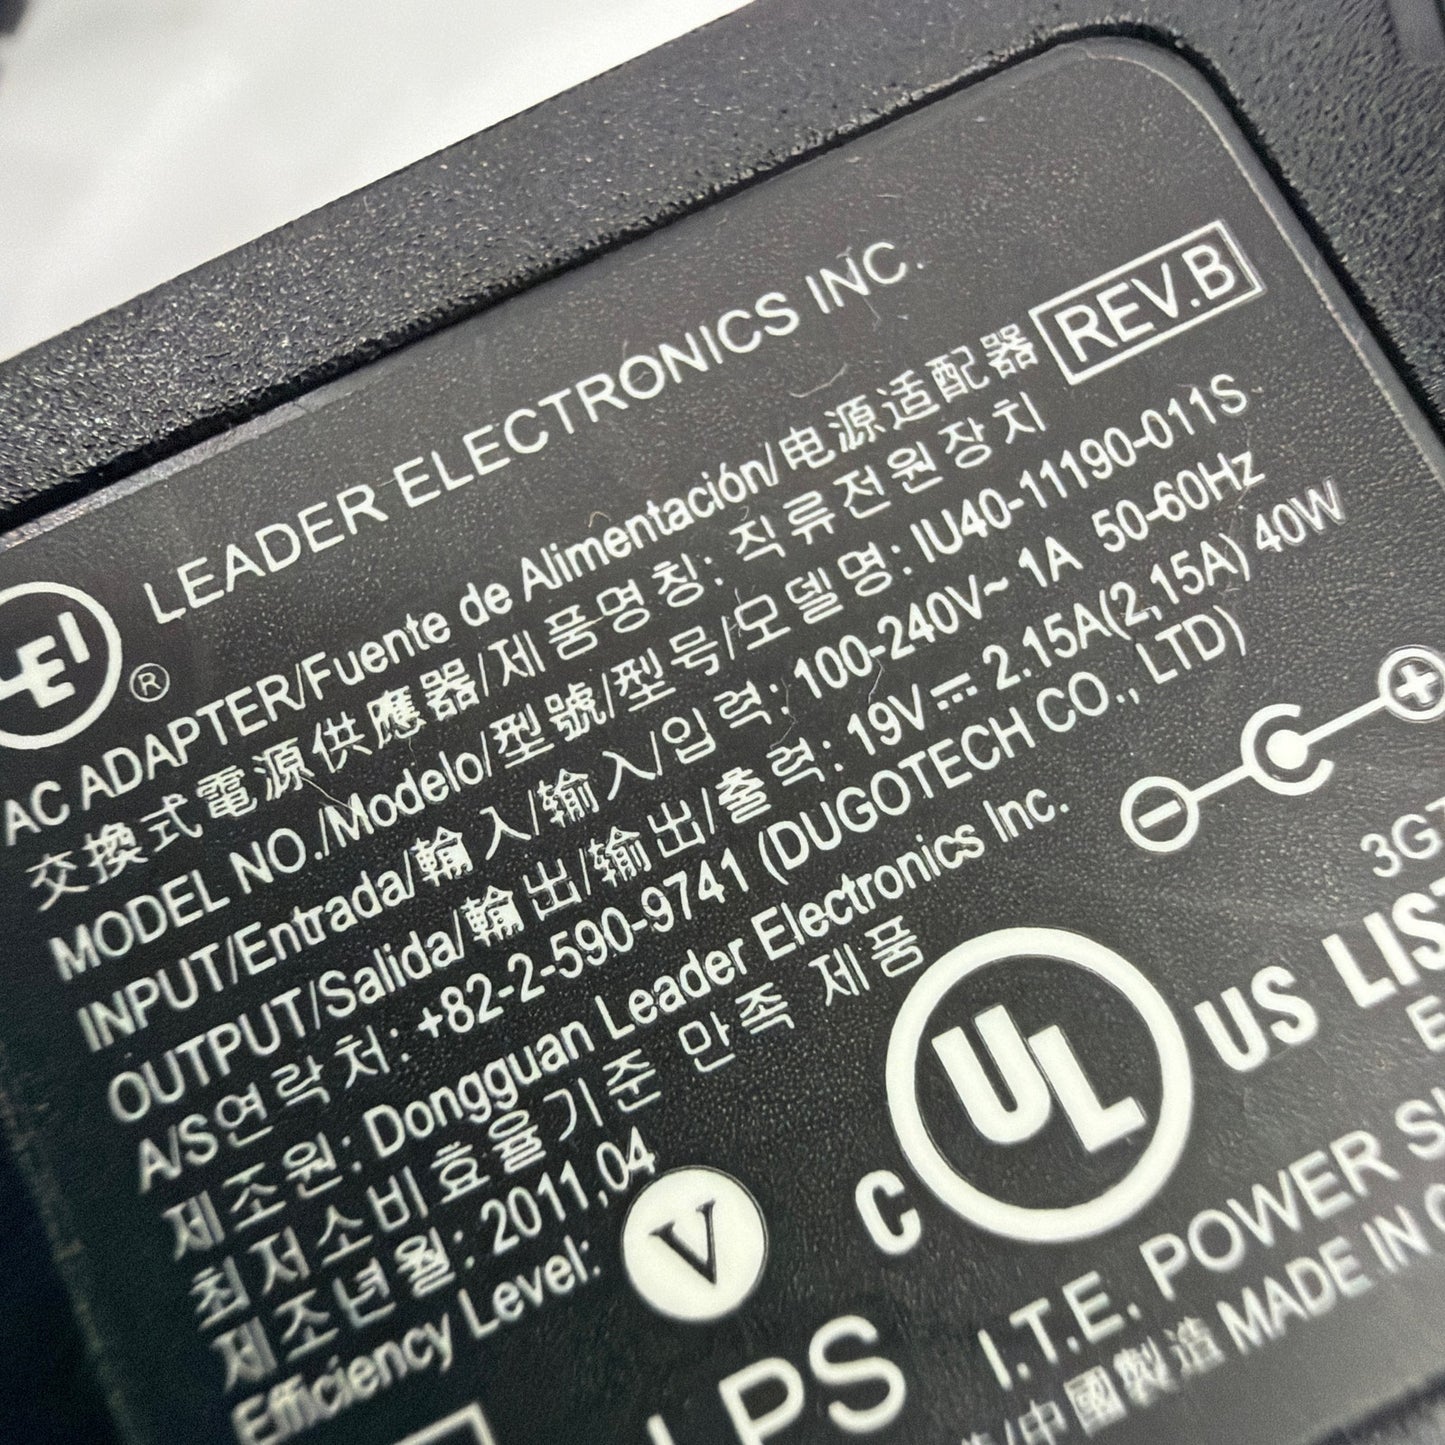 LEI ®
LEADER ELECTRONICS INC.
REV.B
AC ADAPTER/Fuente de Alimentación/电源适配器
交換式電源供應器/제품명칭: 직류전원장치
MODEL NO./Modelo/型號/型号/모델명: IU40-11190-011S
INPUT/Entrada/輸入/输入/입력: 100-240V~ 1A 50-60Hz
OUTPUT/Salida/輸出/输出/출력: 19V⎓ 2.15A(2,15A) 40W
A/S연락처: +82-2-590-9741 (DUGOTECH CO., LTD)
제조원: Dongguan Leader Electronics Inc.
최저소비효율기준 만족 제품
제조년월: 2011,04
Efficiency Level: V
3G
C UL US LIST
E
LPS
I.T.E. POWER S
/中國製造 MADE IN C